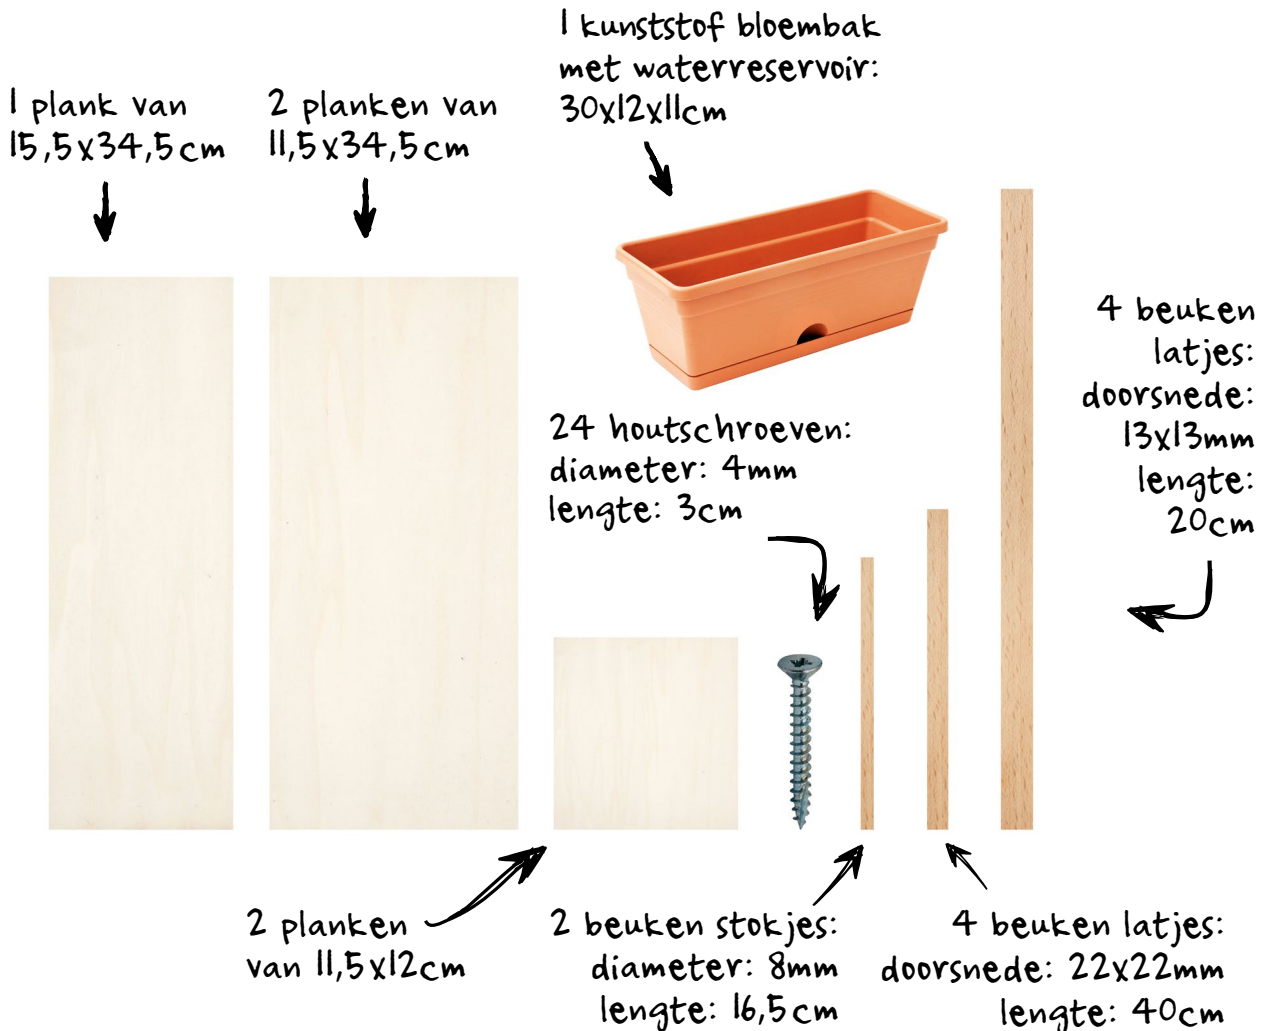 1 plank van
15,5x34,5cm
2 planken van
11,5x34,5cm
1 kunststof bloembak
met waterreservoir:
30x12x11cm
4 beuken
latjes:
doorsnede:
13x13mm
lengte:
20cm
24 houtschroeven:
diameter: 4mm
lengte: 3cm
2 planken
van 11,5x12cm
2 beuken stokjes:
diameter: 8mm
lengte: 16,5cm
4 beuken latjes:
doorsnede: 22x22mm
lengte: 40cm